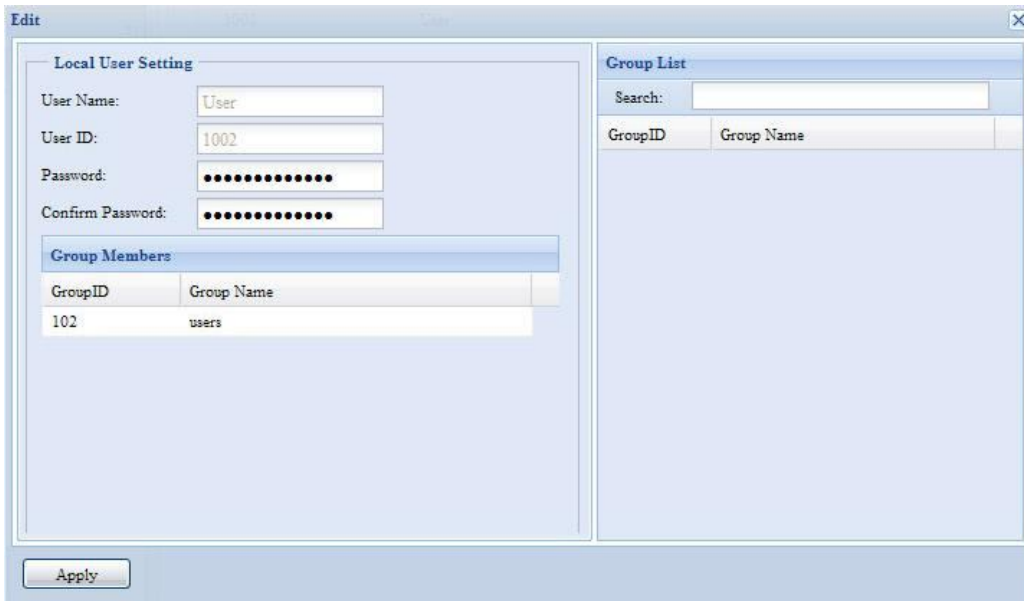 Edit
Local User Setting
User Name: User
User ID: 1002
Password: •••••••••••••
Confirm Password: •••••••••••••
Group Members
GroupID Group Name
102 users
Group List
Search:
GroupID Group Name
Apply